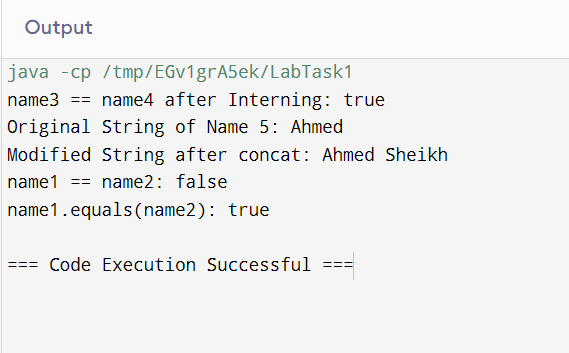 Output
java -cp /tmp/EGv1grA5ek/LabTask1
name3 == name4 after Interning: true
Original String of Name 5: Ahmed
Modified String after concat: Ahmed Sheikh
name1 == name2: false
name1.equals(name2): true
=== Code Execution Successful ===